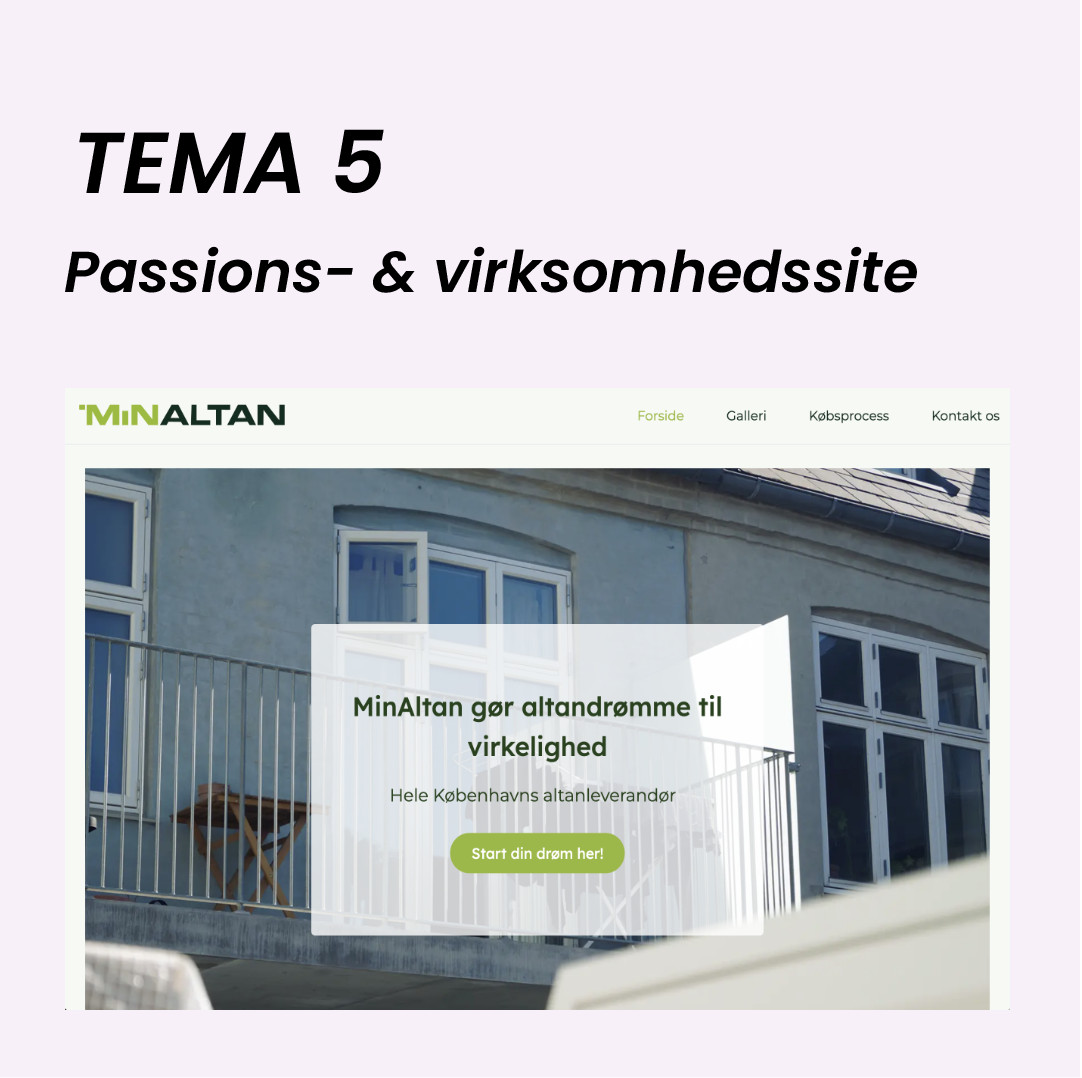 TEMA 5
Passions- & virksomhedssite
MINALTAN
Forside Galleri Købsprocess Kontakt os
MinAltan gør altandrømme til
virkelighed
Hele Københavns altanleverandør
Start din drøm her!